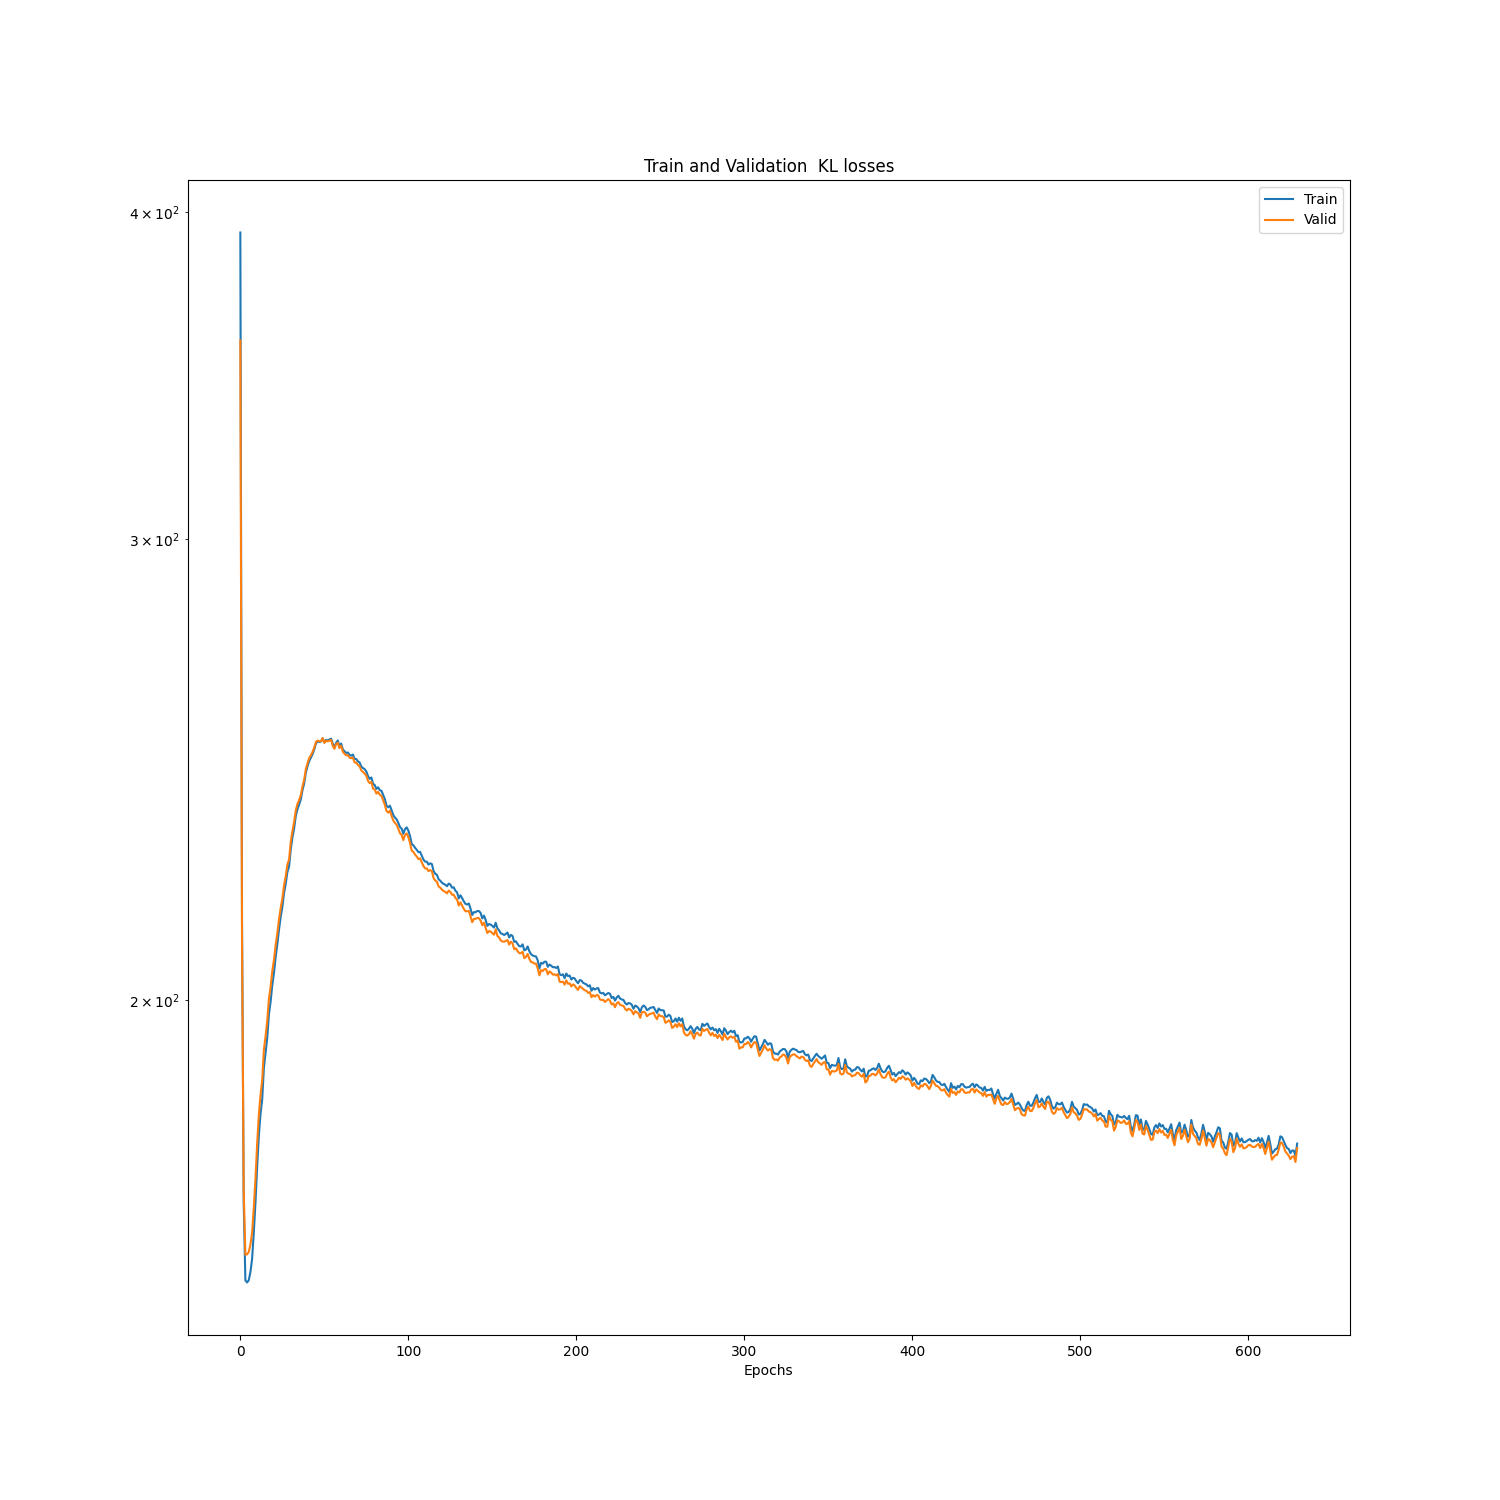 Train and Validation  KL losses
Train
Valid
4 × 10²
3 × 10²
2 × 10²
0 100 200 300 400 500 600
Epochs